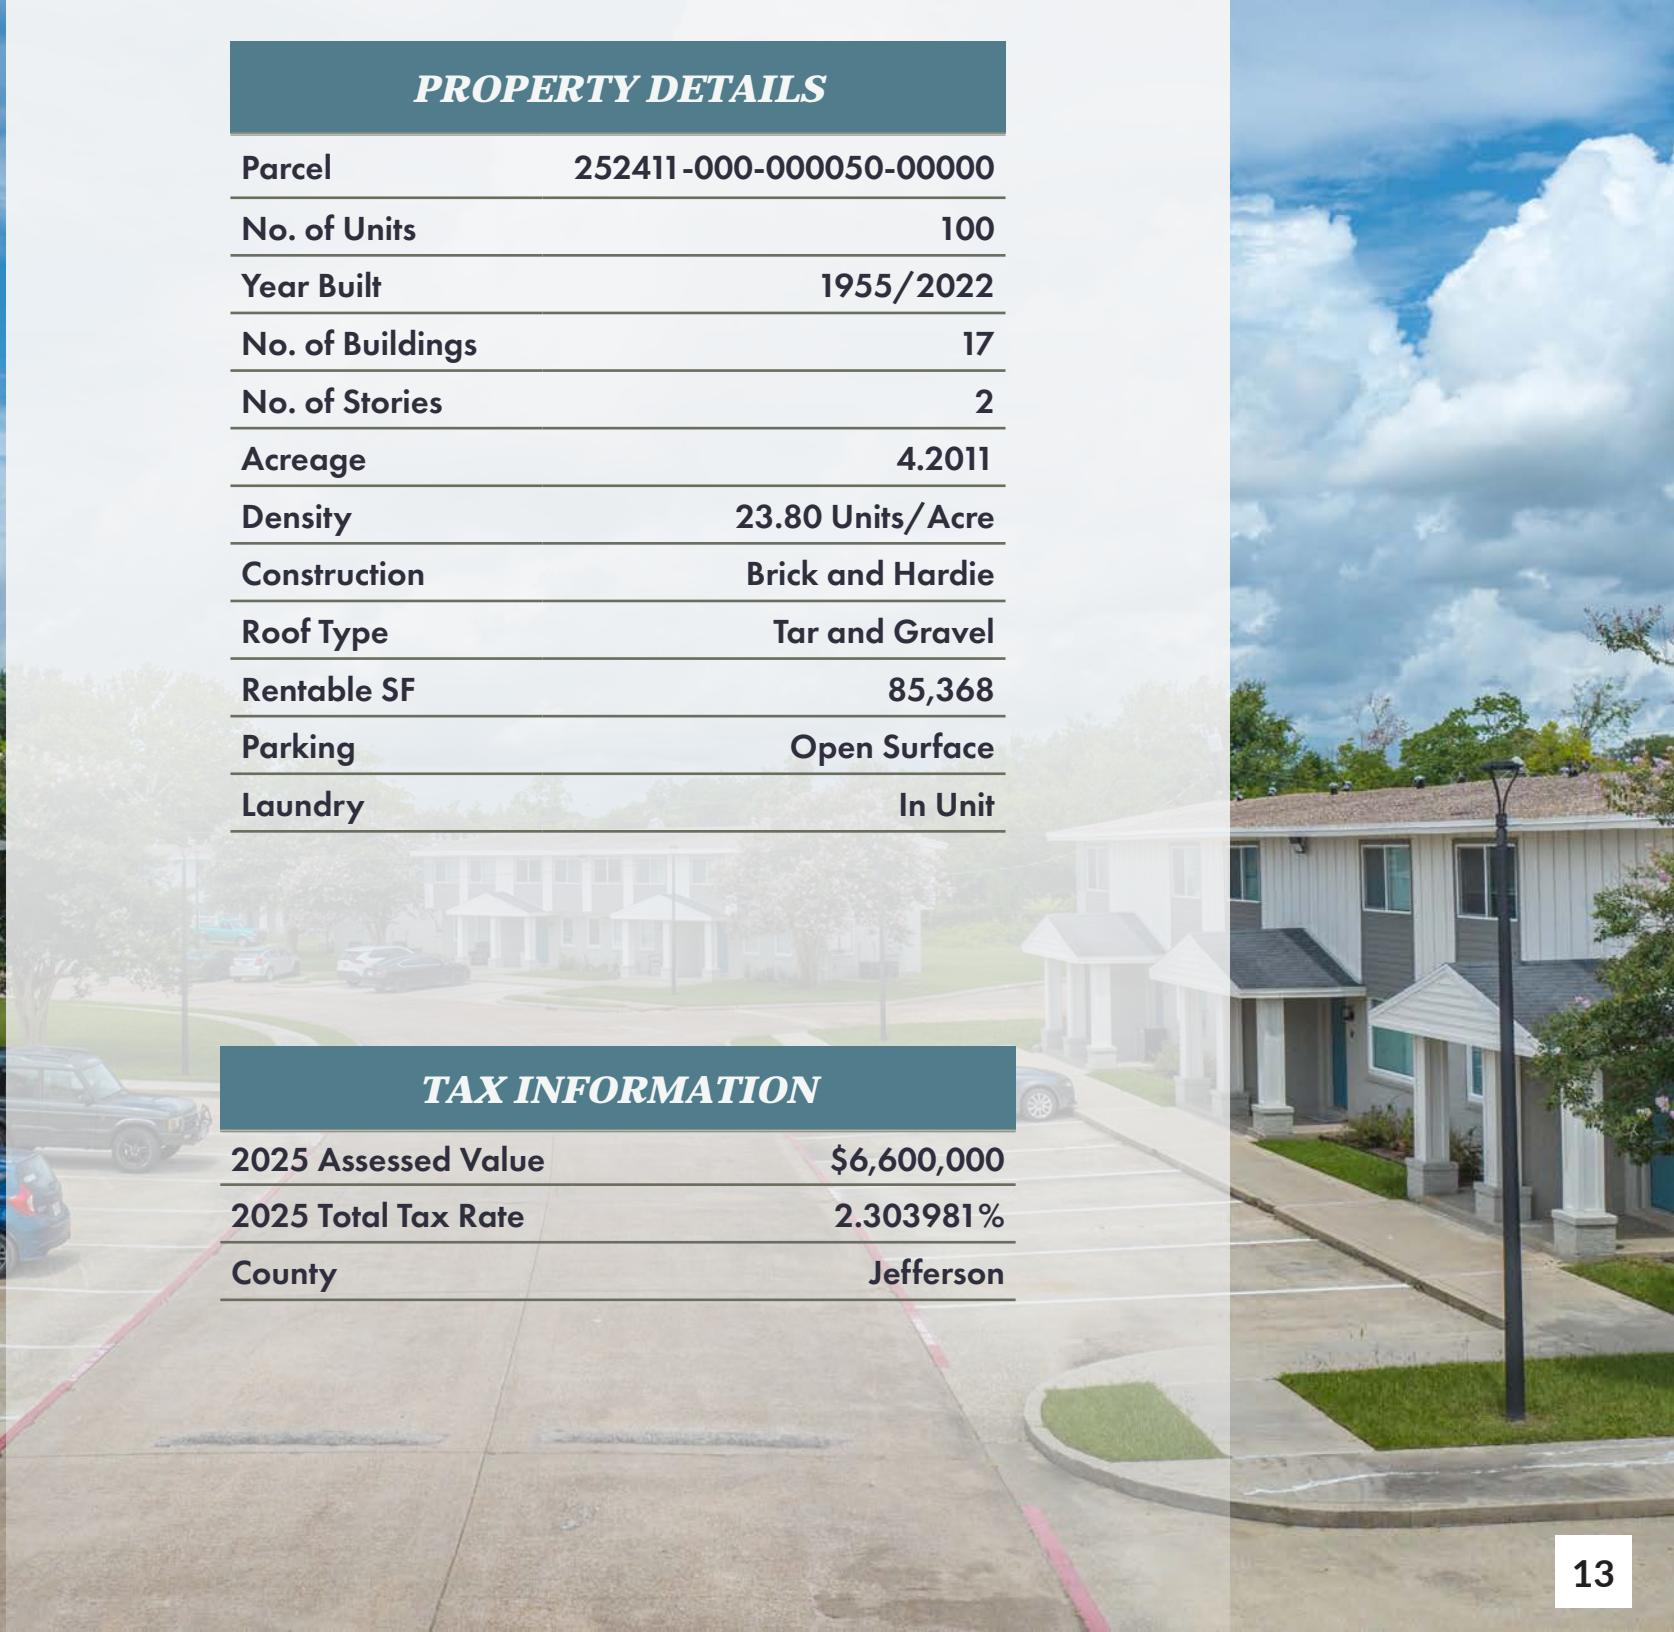 PROPERTY DETAILS
Parcel 252411-000-000050-00000
No. of Units 100
Year Built 1955/2022
No. of Buildings 17
No. of Stories 2
Acreage 4.2011
Density 23.80 Units/Acre
Construction Brick and Hardie
Roof Type Tar and Gravel
Rentable SF 85,368
Parking Open Surface
Laundry In Unit
TAX INFORMATION
2025 Assessed Value $6,600,000
2025 Total Tax Rate 2.303981%
County Jefferson
13